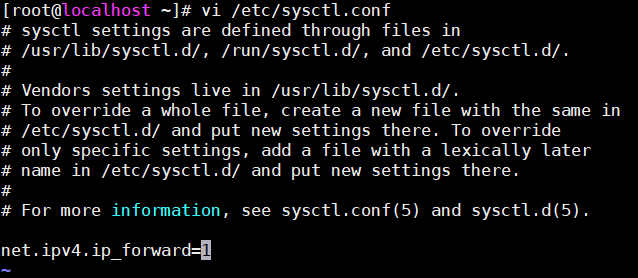 [root@localhost ~]# vi /etc/sysctl.conf
# sysctl settings are defined through files in
# /usr/lib/sysctl.d/, /run/sysctl.d/, and /etc/sysctl.d/.
#
# Vendors settings live in /usr/lib/sysctl.d/.
# To override a whole file, create a new file with the same in
# /etc/sysctl.d/ and put new settings there. To override
# only specific settings, add a file with a lexically later
# name in /etc/sysctl.d/ and put new settings there.
#
# For more information, see sysctl.conf(5) and sysctl.d(5).
net.ipv4.ip_forward=1
~